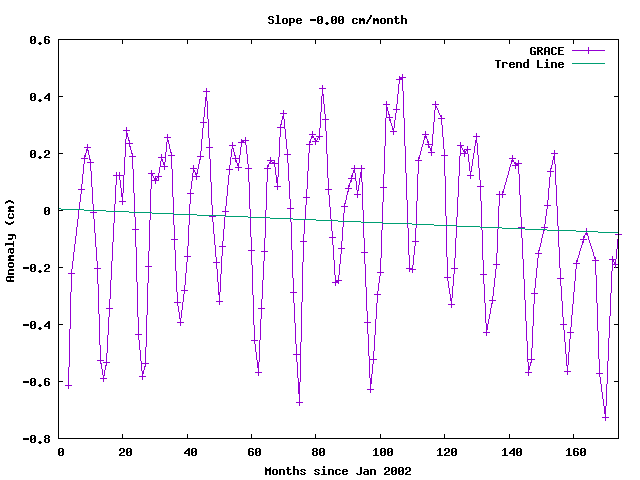 Slope -0.00 cm/month
GRACE
Trend Line
0.6
0.4
0.2
0
-0.2
-0.4
-0.6
-0.8
Anomaly (cm)
0 20 40 60 80 100 120 140 160
Months since Jan 2002